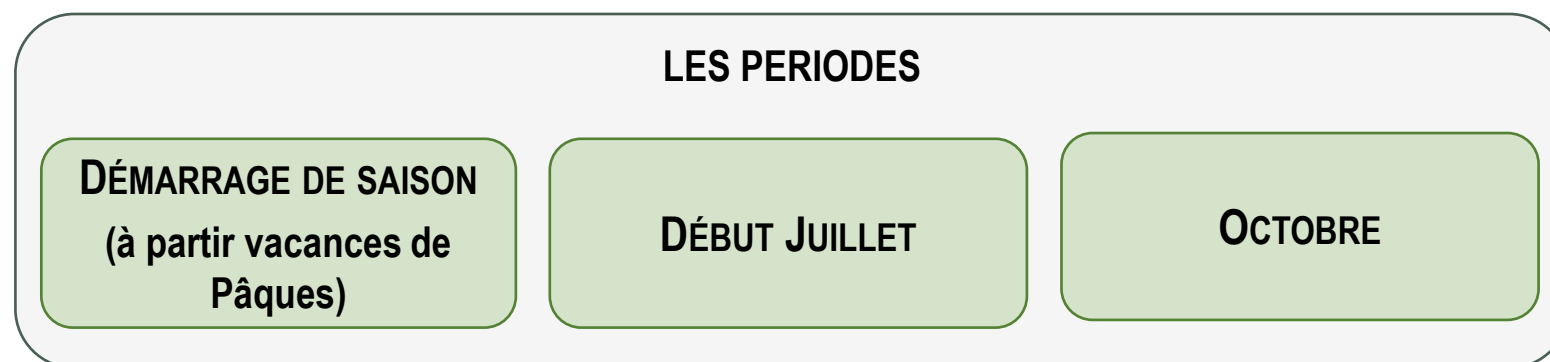 LES PERIODES
DÉMARRAGE DE SAISON
(à partir vacances de
Pâques)
DÉBUT JUILLET
OCTOBRE